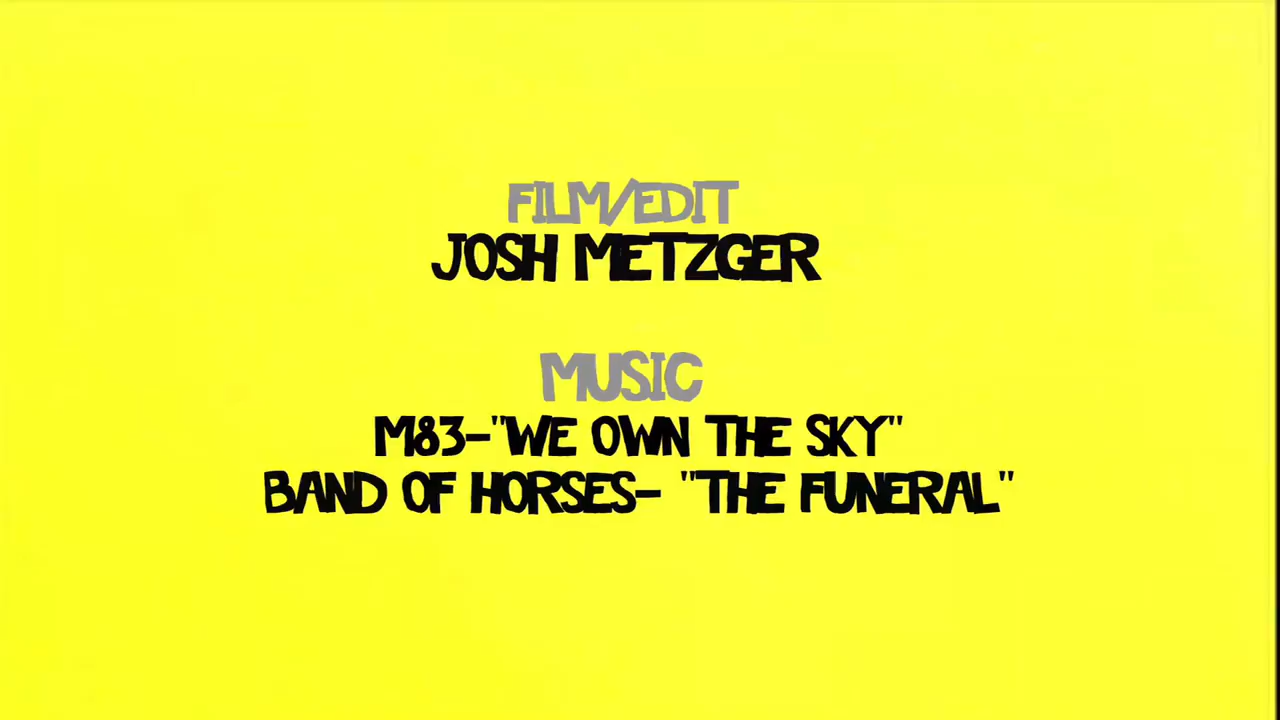 FILM/EDIT
JOSH METZGER
MUSIC
M83-"WE OWN THE SKY"
BAND OF HORSES- "THE FUNERAL"